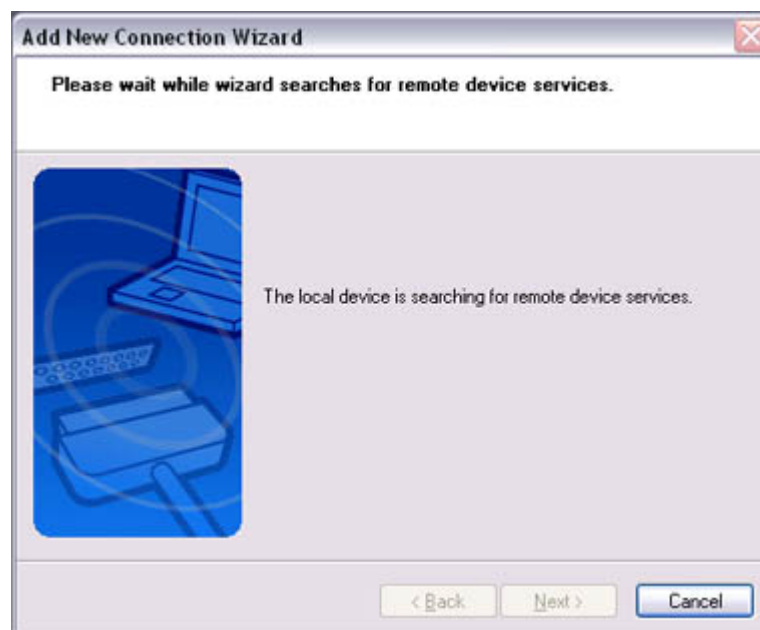 Add New Connection Wizard
Please wait while wizard searches for remote device services.
The local device is searching for remote device services.
< Back
Next >
Cancel